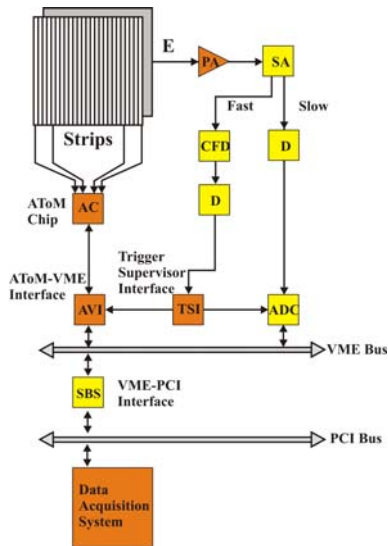 E
PA
SA
Fast
Slow
Strips
CFD
D
D
AToM
Chip
AC
Trigger
Supervisor
Interface
AToM-VME
Interface
AVI
TSI
ADC
VME Bus
SBS
VME-PCI
Interface
PCI Bus
Data
Acquisition
System